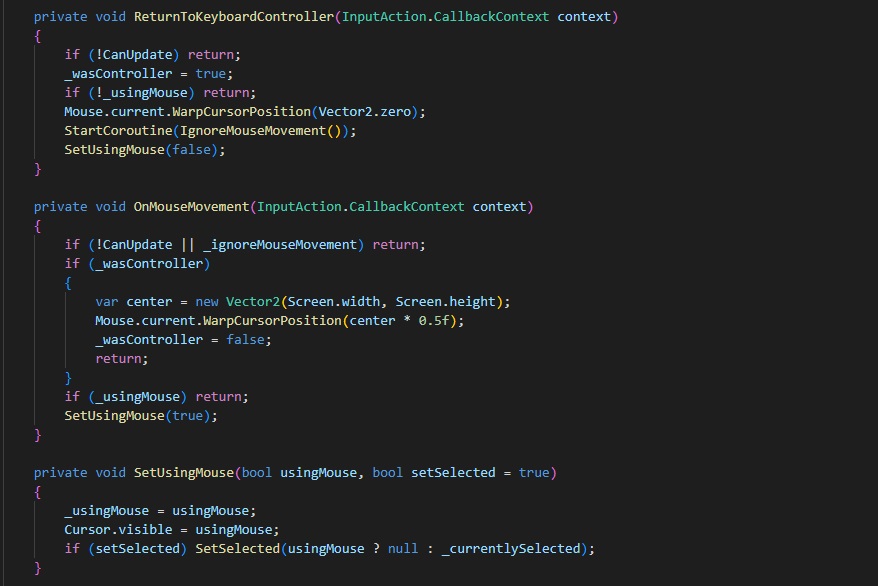 private void ReturnToKeyboardController(InputAction.CallbackContext context)
{
if (!CanUpdate) return;
_wasController = true;
if (!_usingMouse) return;
Mouse.current.WarpCursorPosition(Vector2.zero);
StartCoroutine(IgnoreMouseMovement());
SetUsingMouse(false);
}
private void OnMouseMovement(InputAction.CallbackContext context)
{
if (!CanUpdate || _ignoreMouseMovement) return;
if (_wasController)
{
var center = new Vector2(Screen.width, Screen.height);
Mouse.current.WarpCursorPosition(center * 0.5f);
_wasController = false;
return;
}
if (_usingMouse) return;
SetUsingMouse(true);
}
private void SetUsingMouse(bool usingMouse, bool setSelected = true)
{
_usingMouse = usingMouse;
Cursor.visible = usingMouse;
if (setSelected) SetSelected(usingMouse ? null : _currentlySelected);
}